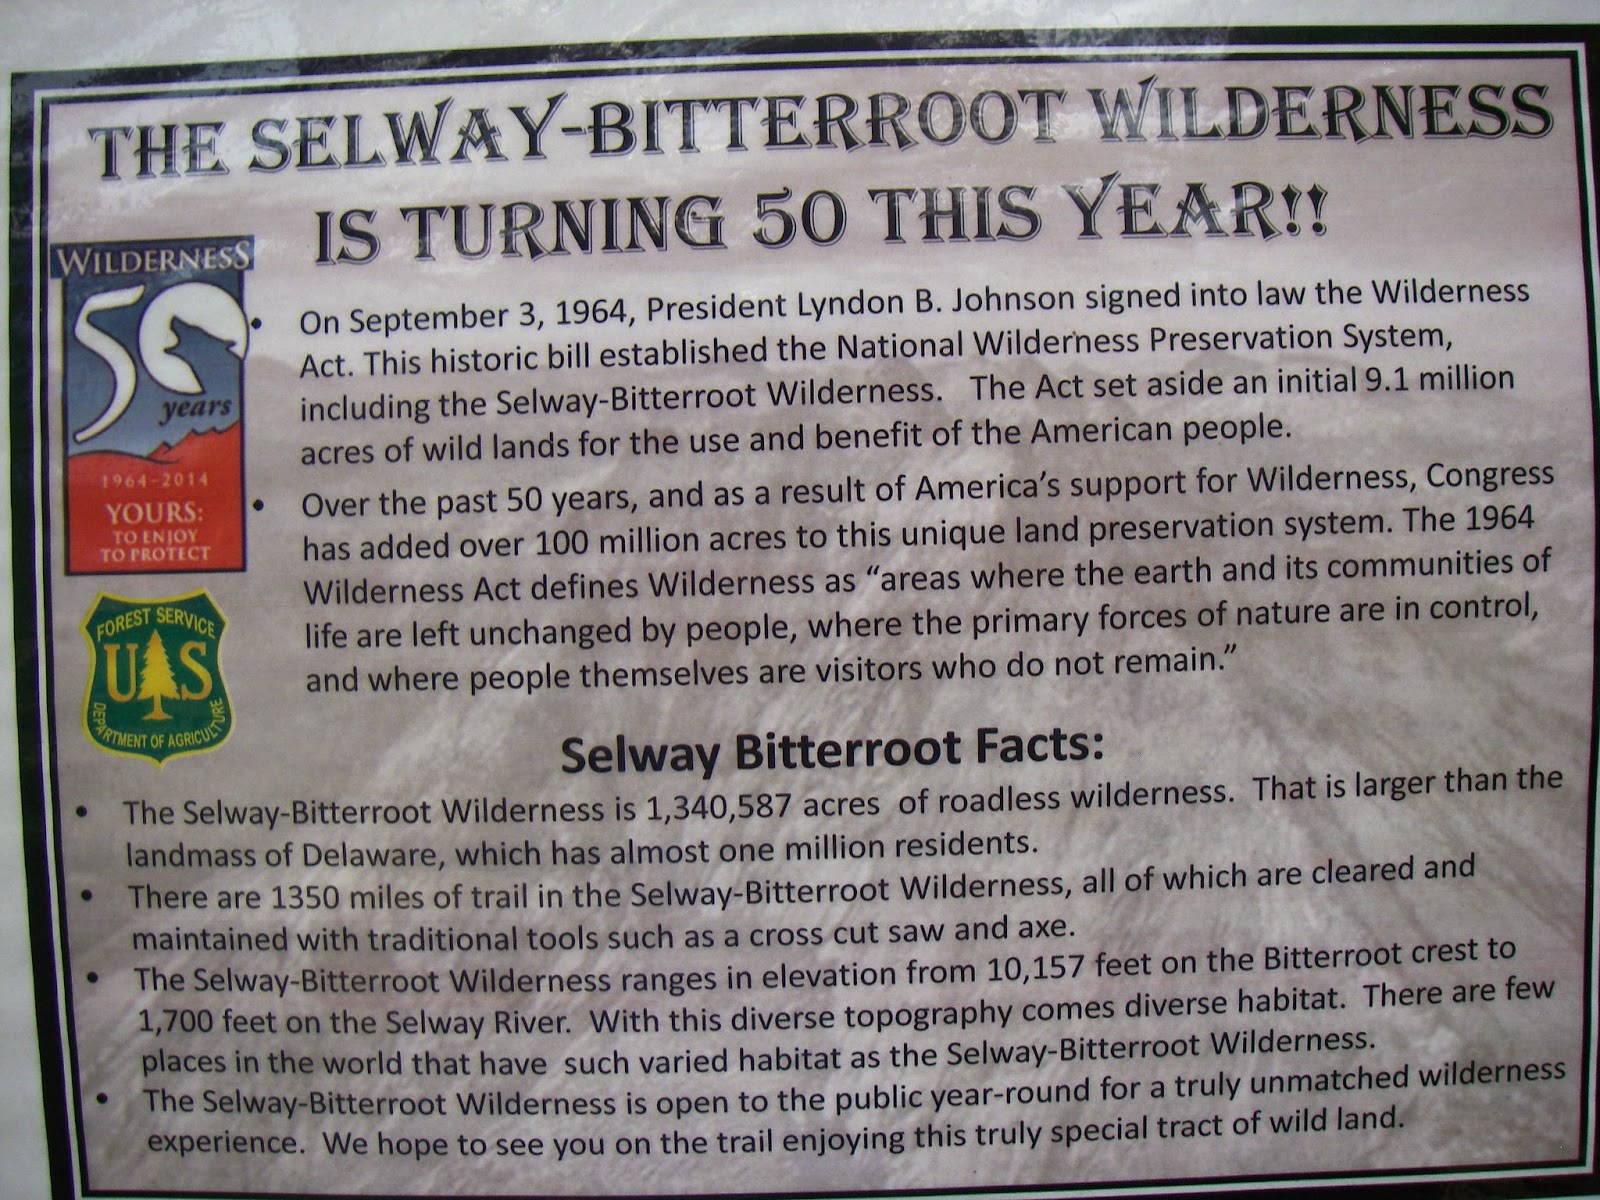 THE SELWAY-BITTERROOT WILDERNESS
IS TURNING 50 THIS YEAR!!
WILDERNESS
50
years
1964-2014
YOURS:
TO ENJOY
TO PROTECT
FOREST SERVICE
U S
DEPARTMENT OF AGRICULTURE
• On September 3, 1964, President Lyndon B. Johnson signed into law the Wilderness
Act. This historic bill established the National Wilderness Preservation System,
including the Selway-Bitterroot Wilderness. The Act set aside an initial 9.1 million
acres of wild lands for the use and benefit of the American people.
• Over the past 50 years, and as a result of America's support for Wilderness, Congress
has added over 100 million acres to this unique land preservation system. The 1964
Wilderness Act defines Wilderness as “areas where the earth and its communities of
life are left unchanged by people, where the primary forces of nature are in control,
and where people themselves are visitors who do not remain.”
Selway Bitterroot Facts:
• The Selway-Bitterroot Wilderness is 1,340,587 acres of roadless wilderness. That is larger than the
landmass of Delaware, which has almost one million residents.
• There are 1350 miles of trail in the Selway-Bitterroot Wilderness, all of which are cleared and
maintained with traditional tools such as a cross cut saw and axe.
• The Selway-Bitterroot Wilderness ranges in elevation from 10,157 feet on the Bitterroot crest to
1,700 feet on the Selway River. With this diverse topography comes diverse habitat. There are few
places in the world that have such varied habitat as the Selway-Bitterroot Wilderness.
• The Selway-Bitterroot Wilderness is open to the public year-round for a truly unmatched wilderness
experience. We hope to see you on the trail enjoying this truly special tract of wild land.